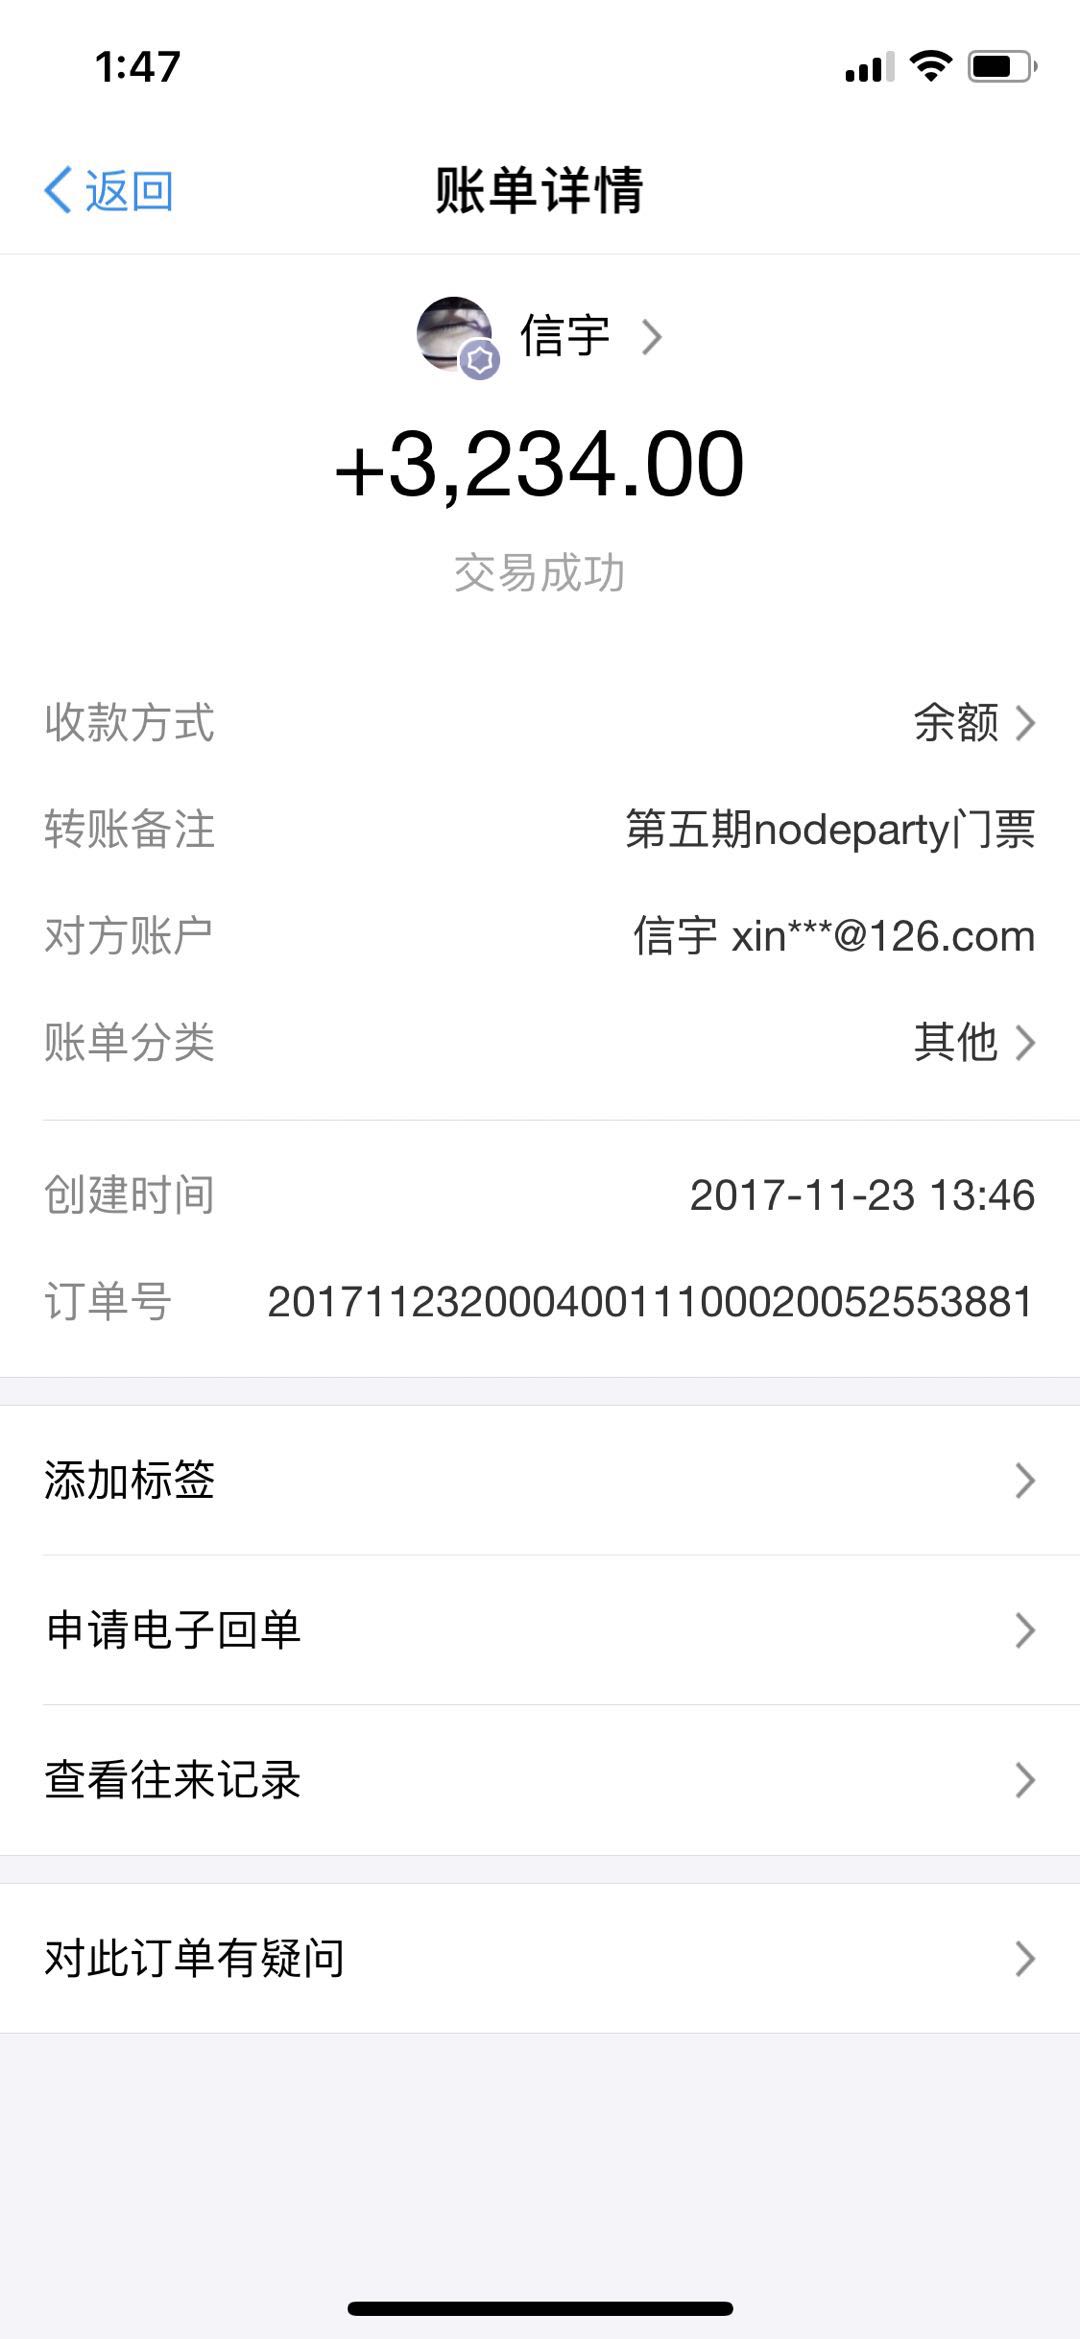 1:47
返回 账单详情
信宇
+3,234.00
交易成功
收款方式 余额
转账备注 第五期nodeparty门票
对方账户 信宇 xin***@126.com
账单分类 其他
创建时间 2017-11-23 13:46
订单号 20171123200040011100020052553881
添加标签
申请电子回单
查看往来记录
对此订单有疑问